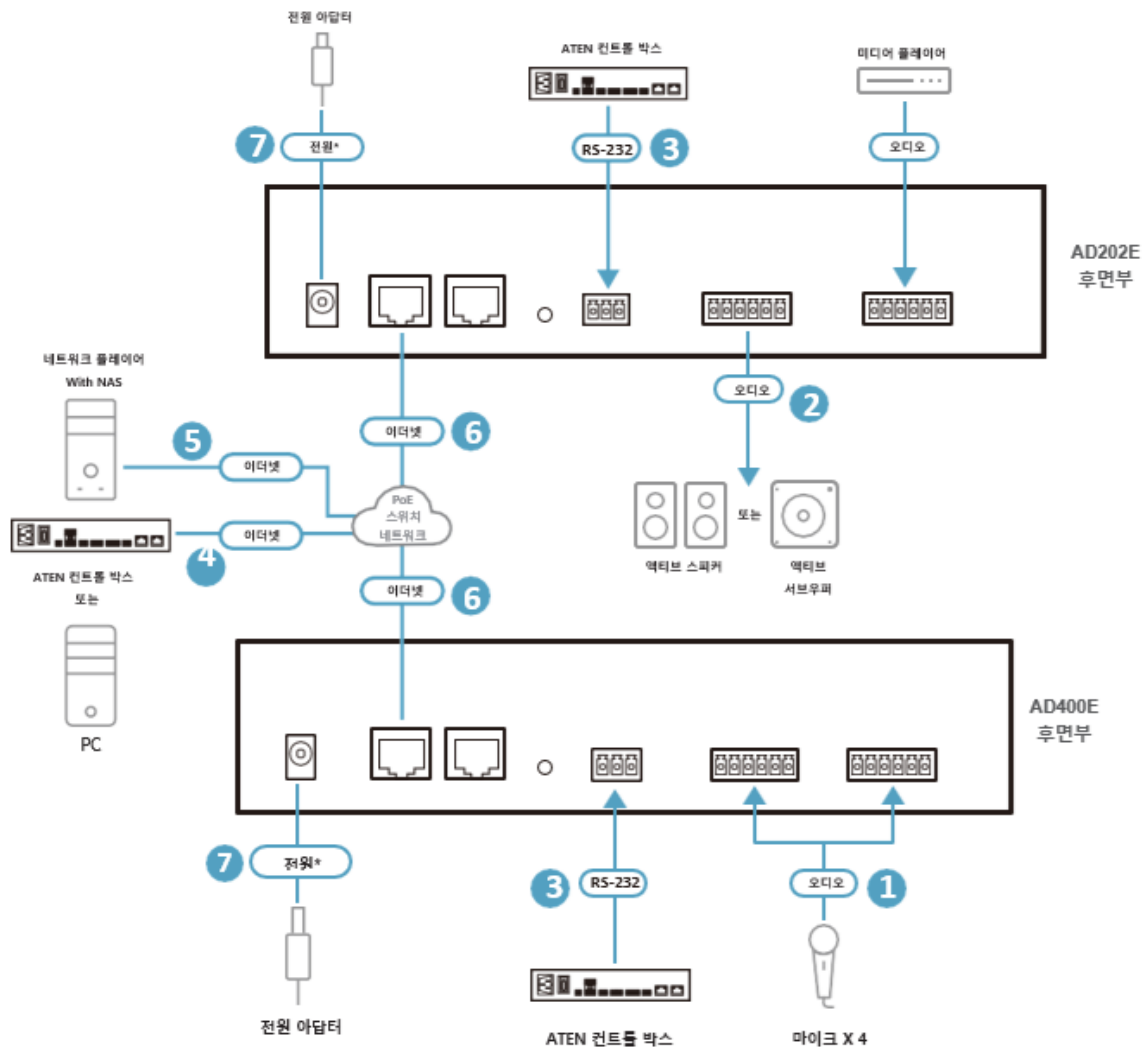 전원 아답터
ATEN 컨트롤 박스
미디어 플레이어
7
전원*
RS-232
3
오디오
AD202E
후면부
네트워크 플레이어
With NAS
오디오
2
이더넷
6
5
이더넷
PoE
스위치
네트워크
또는
이더넷
4
액티브 스피커
액티브
서브우퍼
ATEN 컨트롤 박스
또는
이더넷
6
PC
AD400E
후면부
7
전원*
3
RS-232
오디오
1
전원 아답터
ATEN 컨트롤 박스
마이크 X 4